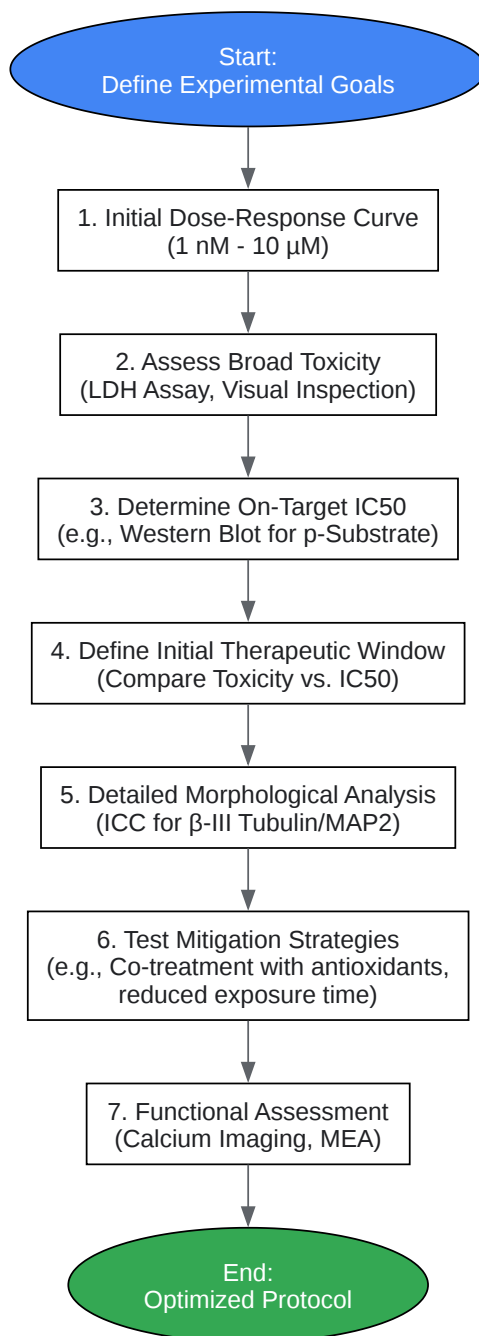 Start:
Define Experimental Goals
1. Initial Dose-Response Curve
(1 nM - 10 µM)
2. Assess Broad Toxicity
(LDH Assay, Visual Inspection)
3. Determine On-Target IC50
(e.g., Western Blot for p-Substrate)
4. Define Initial Therapeutic Window
(Compare Toxicity vs. IC50)
5. Detailed Morphological Analysis
(ICC for β-III Tubulin/MAP2)
6. Test Mitigation Strategies
(e.g., Co-treatment with antioxidants,
reduced exposure time)
7. Functional Assessment
(Calcium Imaging, MEA)
End:
Optimized Protocol